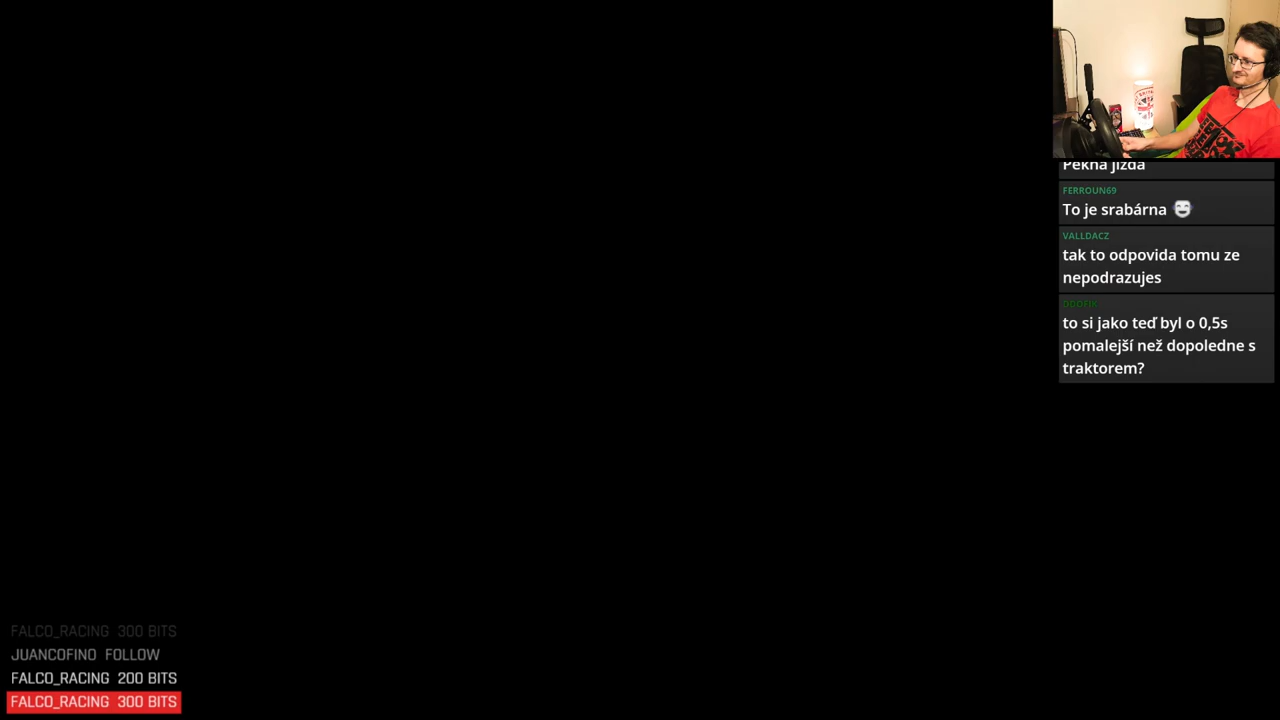 Pěkná jízda
FERROUN69
To je srabárna
VALLDACZ
tak to odpovida tomu ze
nepodrazujes
DDOFIK
to si jako teď byl o 0,5s
pomalejší než dopoledne s
traktorem?
FALCO_RACING 300 BITS
JUANCOFINO FOLLOW
FALCO_RACING 200 BITS
FALCO_RACING 300 BITS